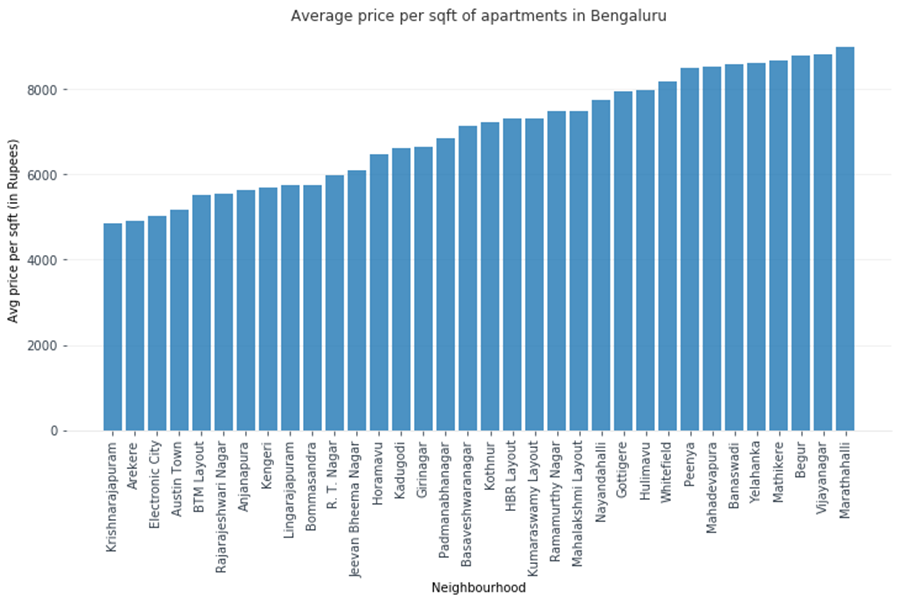 Average price per sqft of apartments in Bengaluru
Avg price per sqft (in Rupees)
8000
6000
4000
2000
0
Krishnarajapuram
Arekere
Electronic City
Austin Town
BTM Layout
Rajarajeshwari Nagar
Anjanapura
Kengeri
Lingarajapuram
Bommasandra
R. T. Nagar
Jeevan Bheema Nagar
Horamavu
Kadugodi
Girinagar
Padmanabhanagar
Basaveshwaranagar
Kothnur
HBR Layout
Kumaraswamy Layout
Ramamurthy Nagar
Mahalakshmi Layout
Nayandahalli
Gottigere
Hulimavu
Whitefield
Peenya
Mahadevapura
Banaswadi
Yelahanka
Mathikere
Begur
Vijayanagar
Marathahalli
Neighbourhood